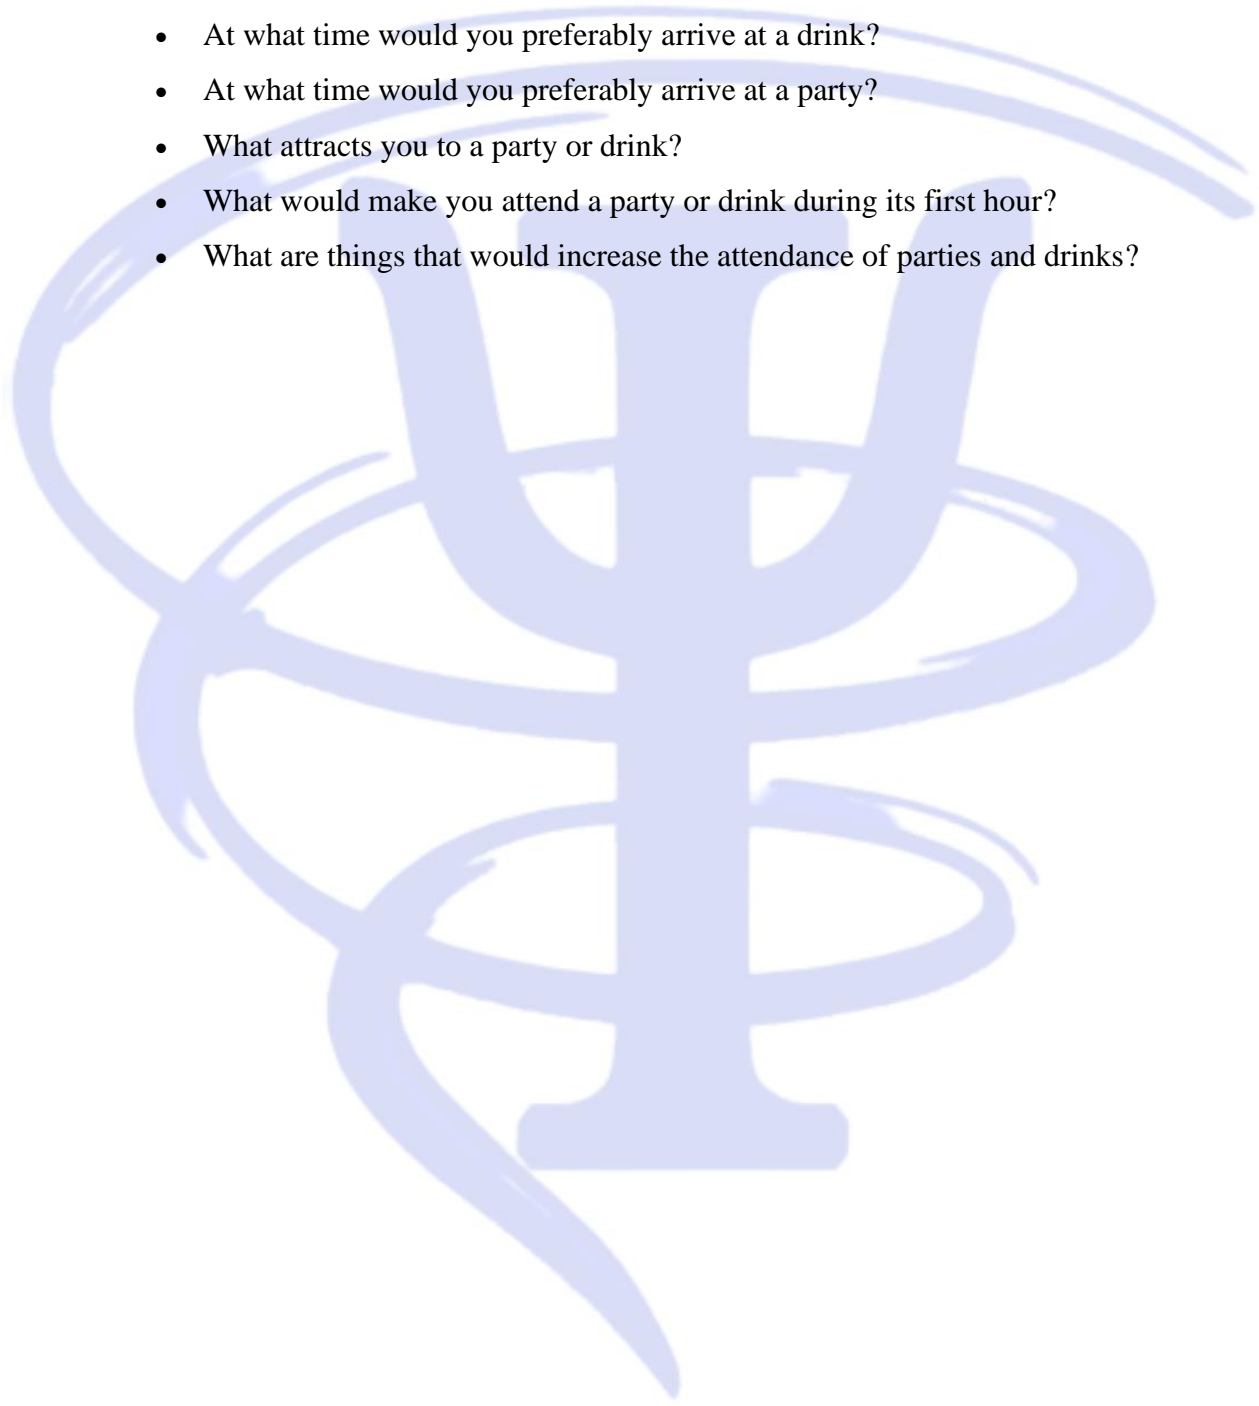 • At what time would you preferably arrive at a drink?
• At what time would you preferably arrive at a party?
• What attracts you to a party or drink?
• What would make you attend a party or drink during its first hour?
• What are things that would increase the attendance of parties and drinks?